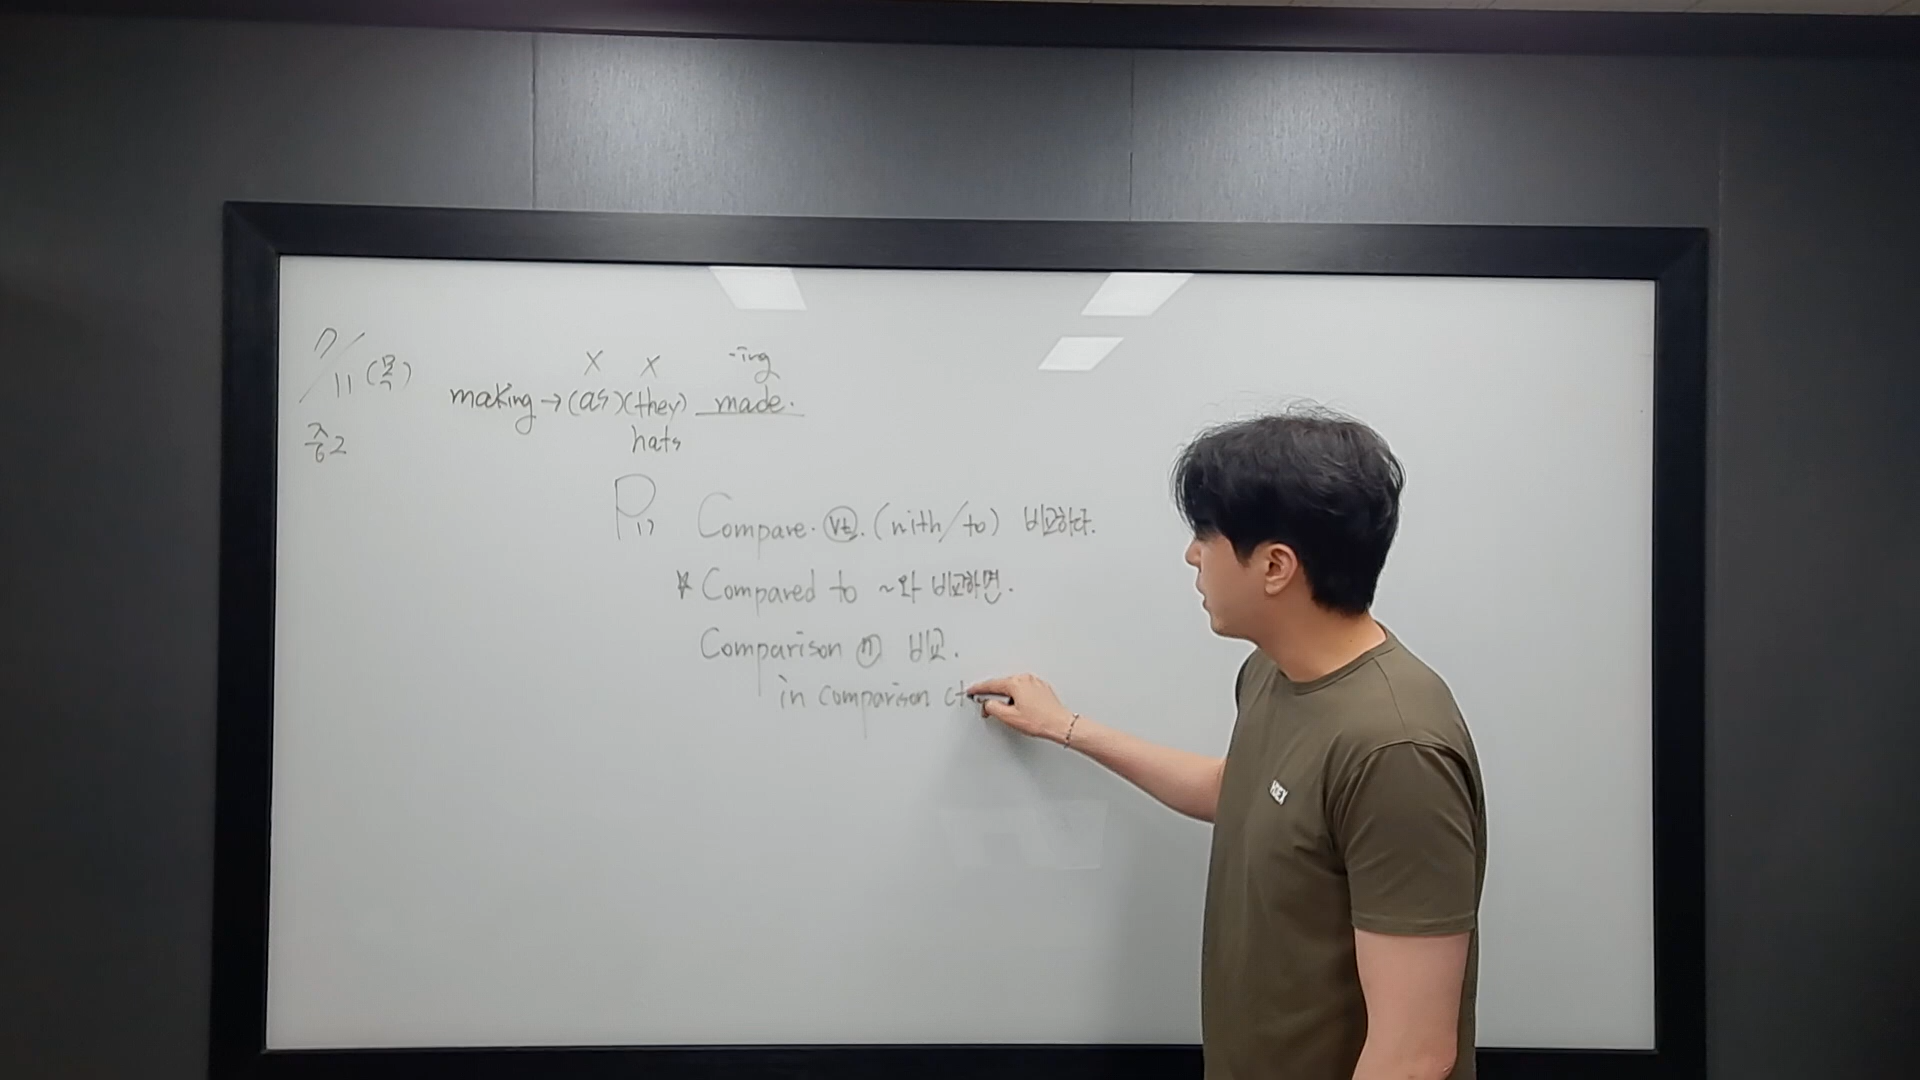 7/11 (목)
중2
X X -ing
making → (as)(they) made.
hats
P17 Compare. vt. (with/to) 비교하다.
* Compared to ~와 비교하면.
Comparison n 비교.
in comparison